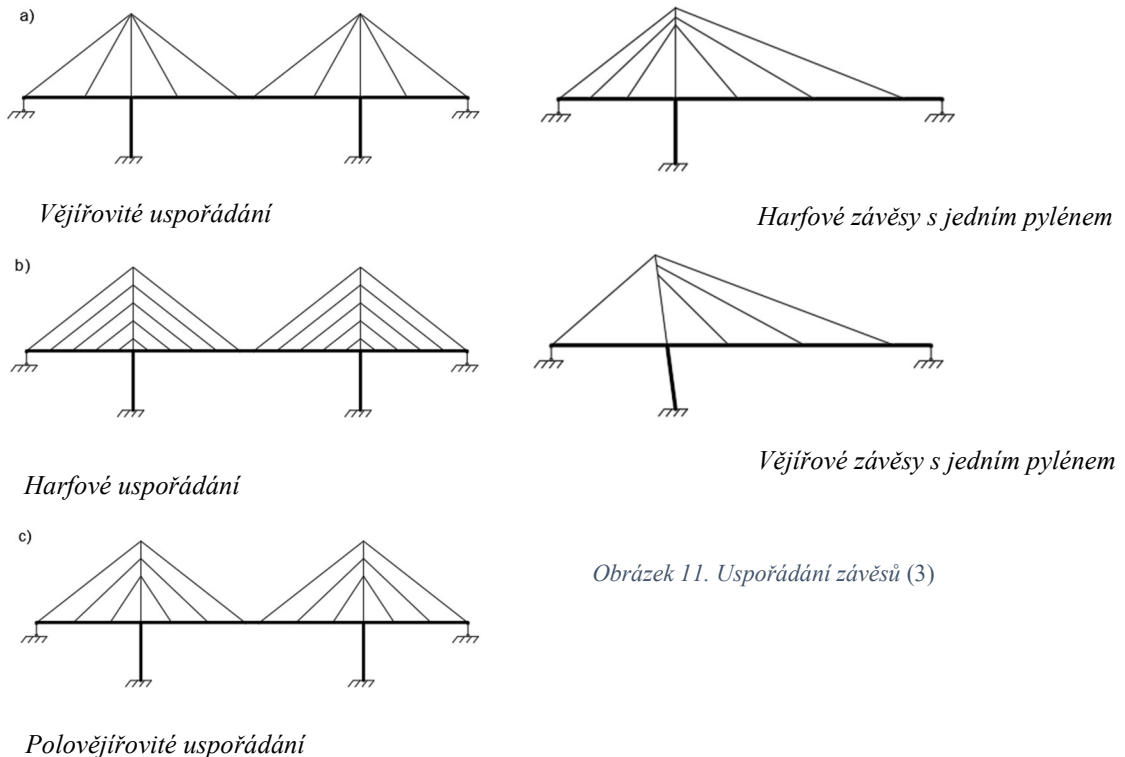 a)
Vějířovité uspořádání
Harfové závěsy s jedním pylénem
b)
Harfové uspořádání
Vějířové závěsy s jedním pylénem
c)
Obrázek 11. Uspořádání závěsů (3)
Polovějířovité uspořádání